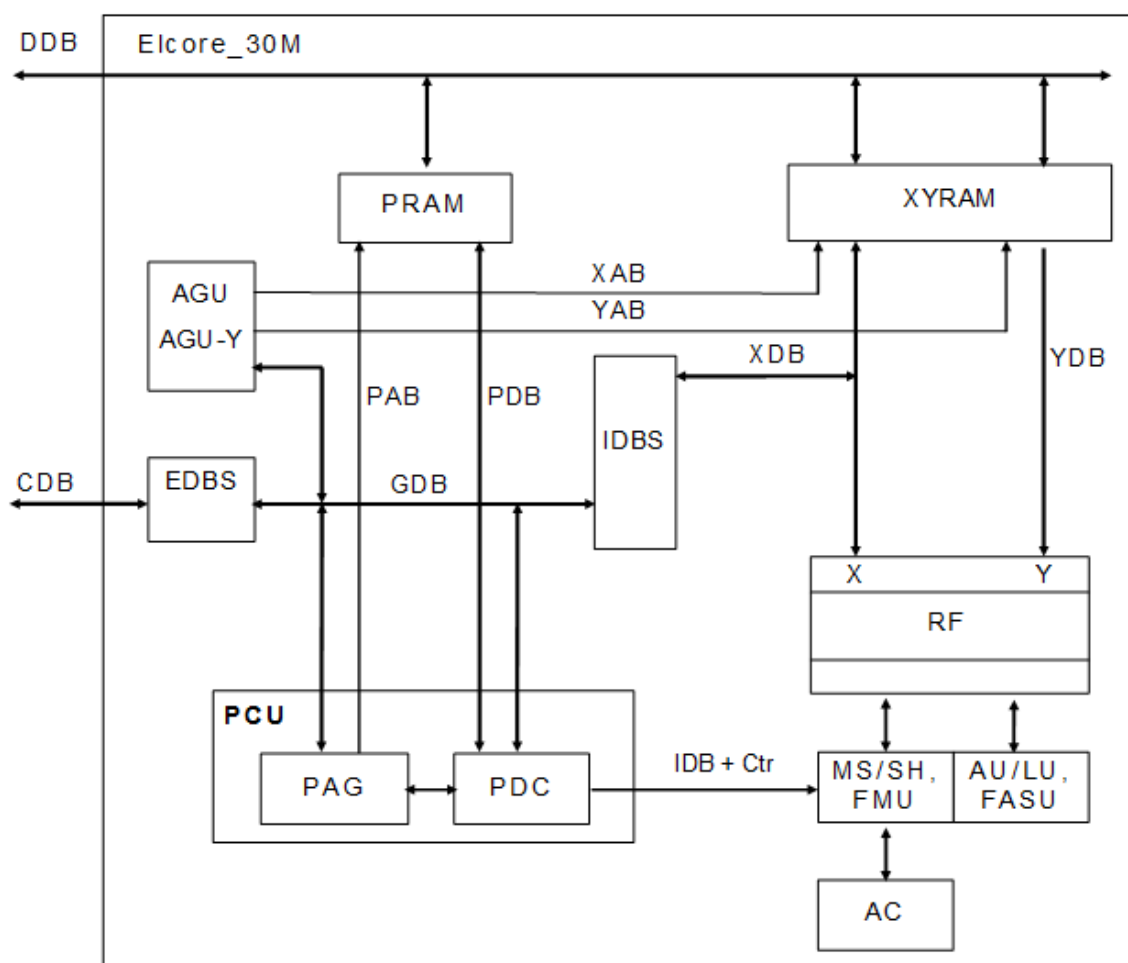 DDB
Elcore_30M
PRAM
XYRAM
AGU
AGU-Y
XAB
YAB
XDB
YDB
PAB
PDB
IDBS
CDB
EDBS
GDB
X
Y
RF
PCU
PAG
PDC
IDB + Ctr
MS/SH,
FMU
AU/LU,
FASU
AC